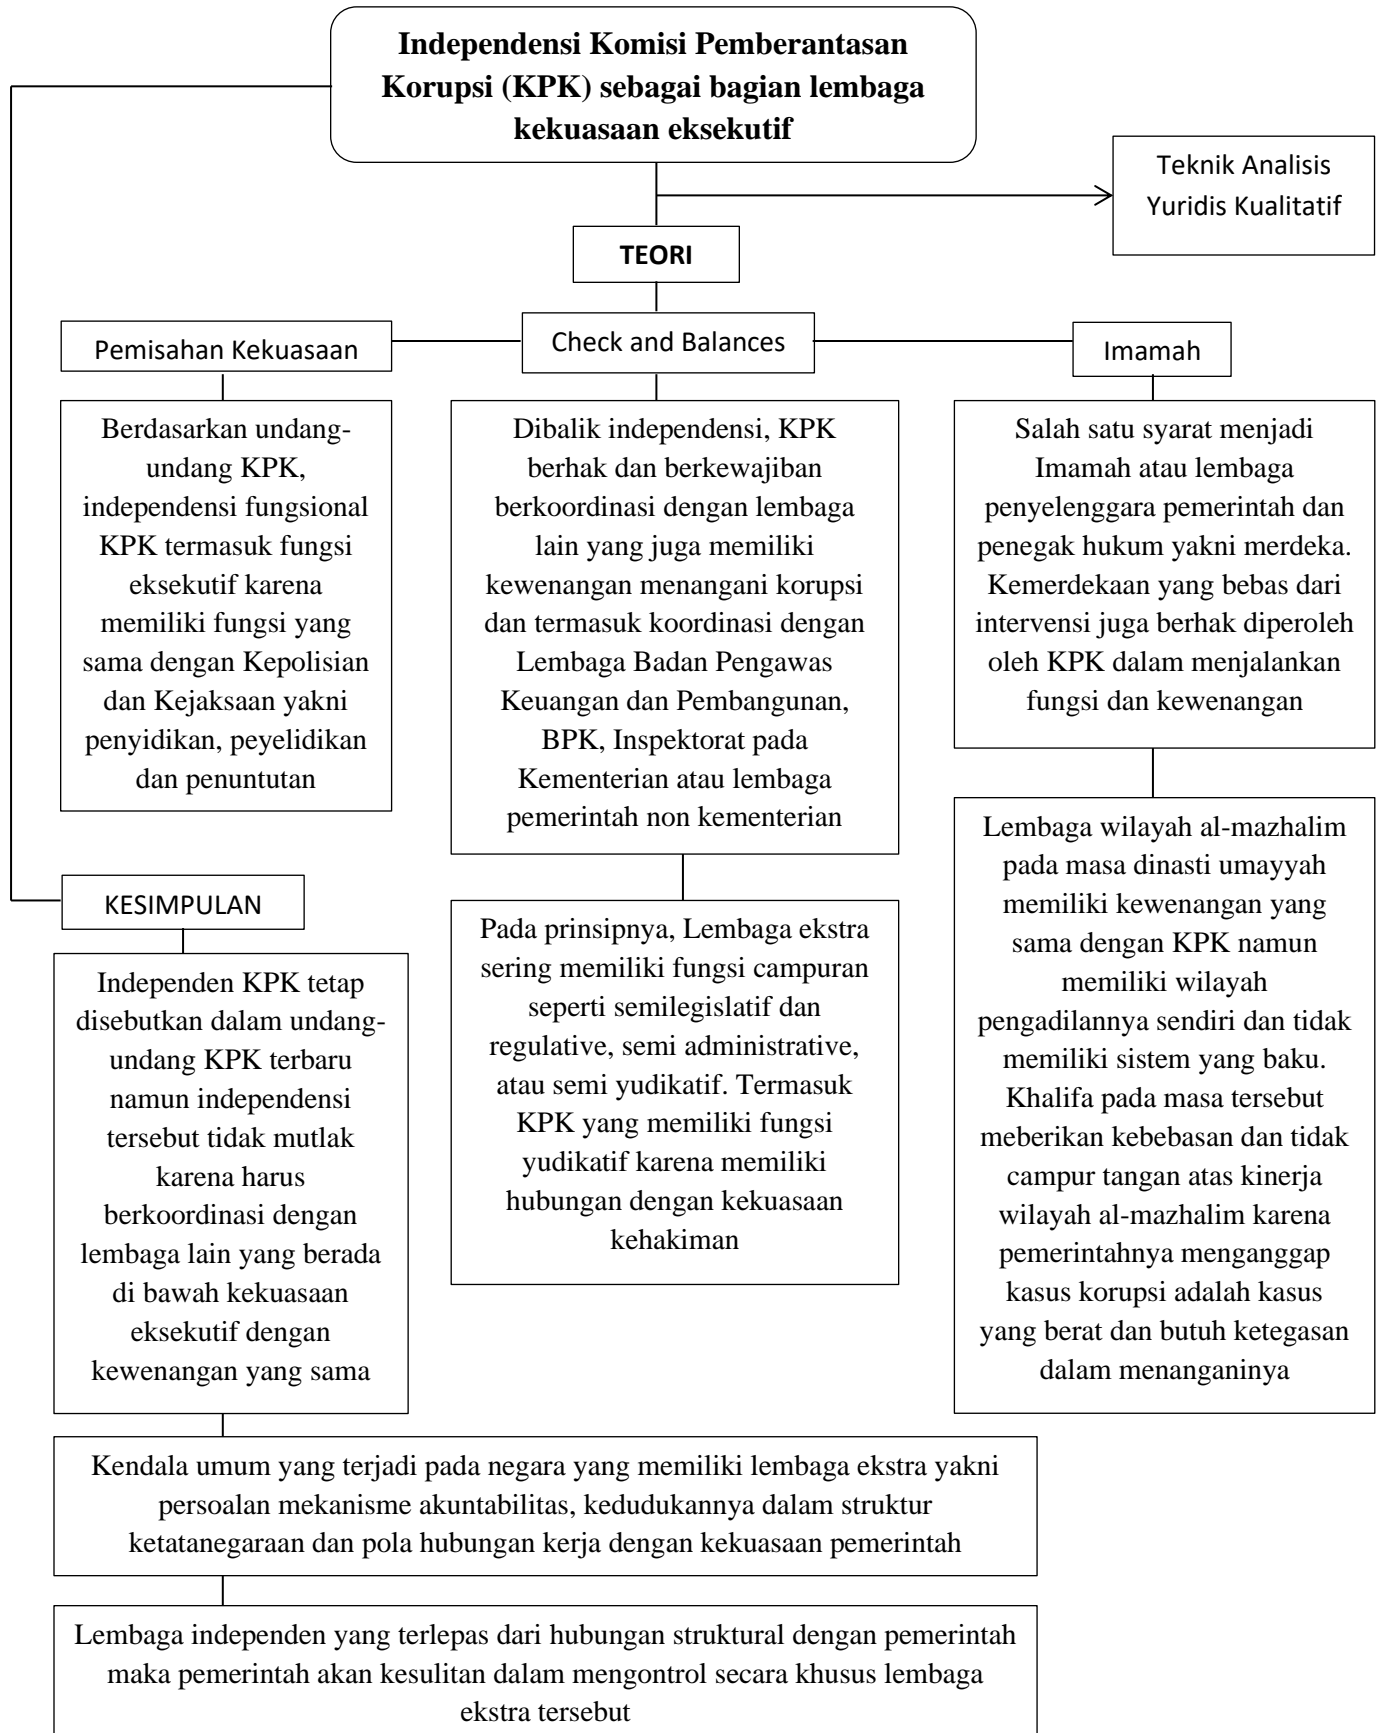 Independensi Komisi Pemberantasan
Korupsi (KPK) sebagai bagian lembaga
kekuasaan eksekutif
Teknik Analisis
Yuridis Kualitatif
TEORI
Pemisahan Kekuasaan
Check and Balances
Imamah
Berdasarkan undang-
undang KPK,
independensi fungsional
KPK termasuk fungsi
eksekutif karena
memiliki fungsi yang
sama dengan Kepolisian
dan Kejaksaan yakni
penyidikan, peyelidikan
dan penuntutan
Dibalik independensi, KPK
berhak dan berkewajiban
berkoordinasi dengan lembaga
lain yang juga memiliki
kewenangan menangani korupsi
dan termasuk koordinasi dengan
Lembaga Badan Pengawas
Keuangan dan Pembangunan,
BPK, Inspektorat pada
Kementerian atau lembaga
pemerintah non kementerian
Salah satu syarat menjadi
Imamah atau lembaga
penyelenggara pemerintah dan
penegak hukum yakni merdeka.
Kemerdekaan yang bebas dari
intervensi juga berhak diperoleh
oleh KPK dalam menjalankan
fungsi dan kewenangan
Lembaga wilayah al-mazhalim
pada masa dinasti umayyah
memiliki kewenangan yang
sama dengan KPK namun
memiliki wilayah
pengadilannya sendiri dan tidak
memiliki sistem yang baku.
Khalifa pada masa tersebut
meberikan kebebasan dan tidak
campur tangan atas kinerja
wilayah al-mazhalim karena
pemerintahnya menganggap
kasus korupsi adalah kasus
yang berat dan butuh ketegasan
dalam menanganinya
Pada prinsipnya, Lembaga ekstra
sering memiliki fungsi campuran
seperti semilegislatif dan
regulative, semi administrative,
atau semi yudikatif. Termasuk
KPK yang memiliki fungsi
yudikatif karena memiliki
hubungan dengan kekuasaan
kehakiman
KESIMPULAN
Independen KPK tetap
disebutkan dalam undang-
undang KPK terbaru
namun independensi
tersebut tidak mutlak
karena harus
berkoordinasi dengan
lembaga lain yang berada
di bawah kekuasaan
eksekutif dengan
kewenangan yang sama
Kendala umum yang terjadi pada negara yang memiliki lembaga ekstra yakni
persoalan mekanisme akuntabilitas, kedudukannya dalam struktur
ketatanegaraan dan pola hubungan kerja dengan kekuasaan pemerintah
Lembaga independen yang terlepas dari hubungan struktural dengan pemerintah
maka pemerintah akan kesulitan dalam mengontrol secara khusus lembaga
ekstra tersebut